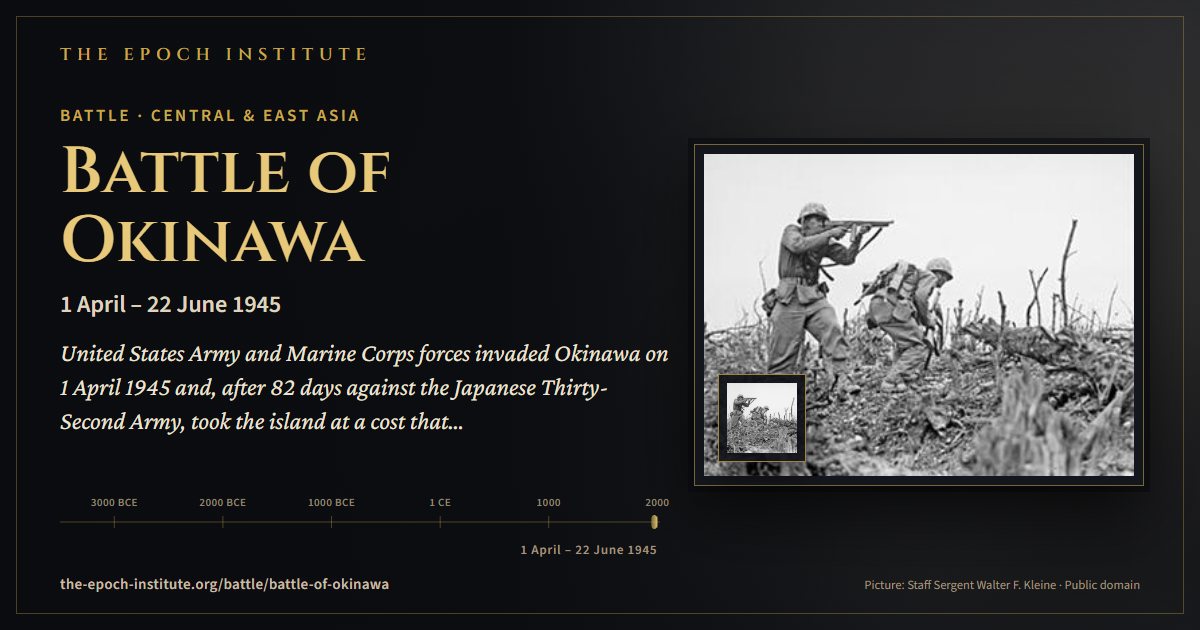 THE EPOCH INSTITUTE
BATTLE · CENTRAL & EAST ASIA
BATTLE OF
OKINAWA
1 April – 22 June 1945
United States Army and Marine Corps forces invaded Okinawa on
1 April 1945 and, after 82 days against the Japanese Thirty-
Second Army, took the island at a cost that...
3000 BCE 2000 BCE 1000 BCE 1 CE 1000 2000
1 April – 22 June 1945
the-epoch-institute.org/battle/battle-of-okinawa
Picture: Staff Sergent Walter F. Kleine · Public domain